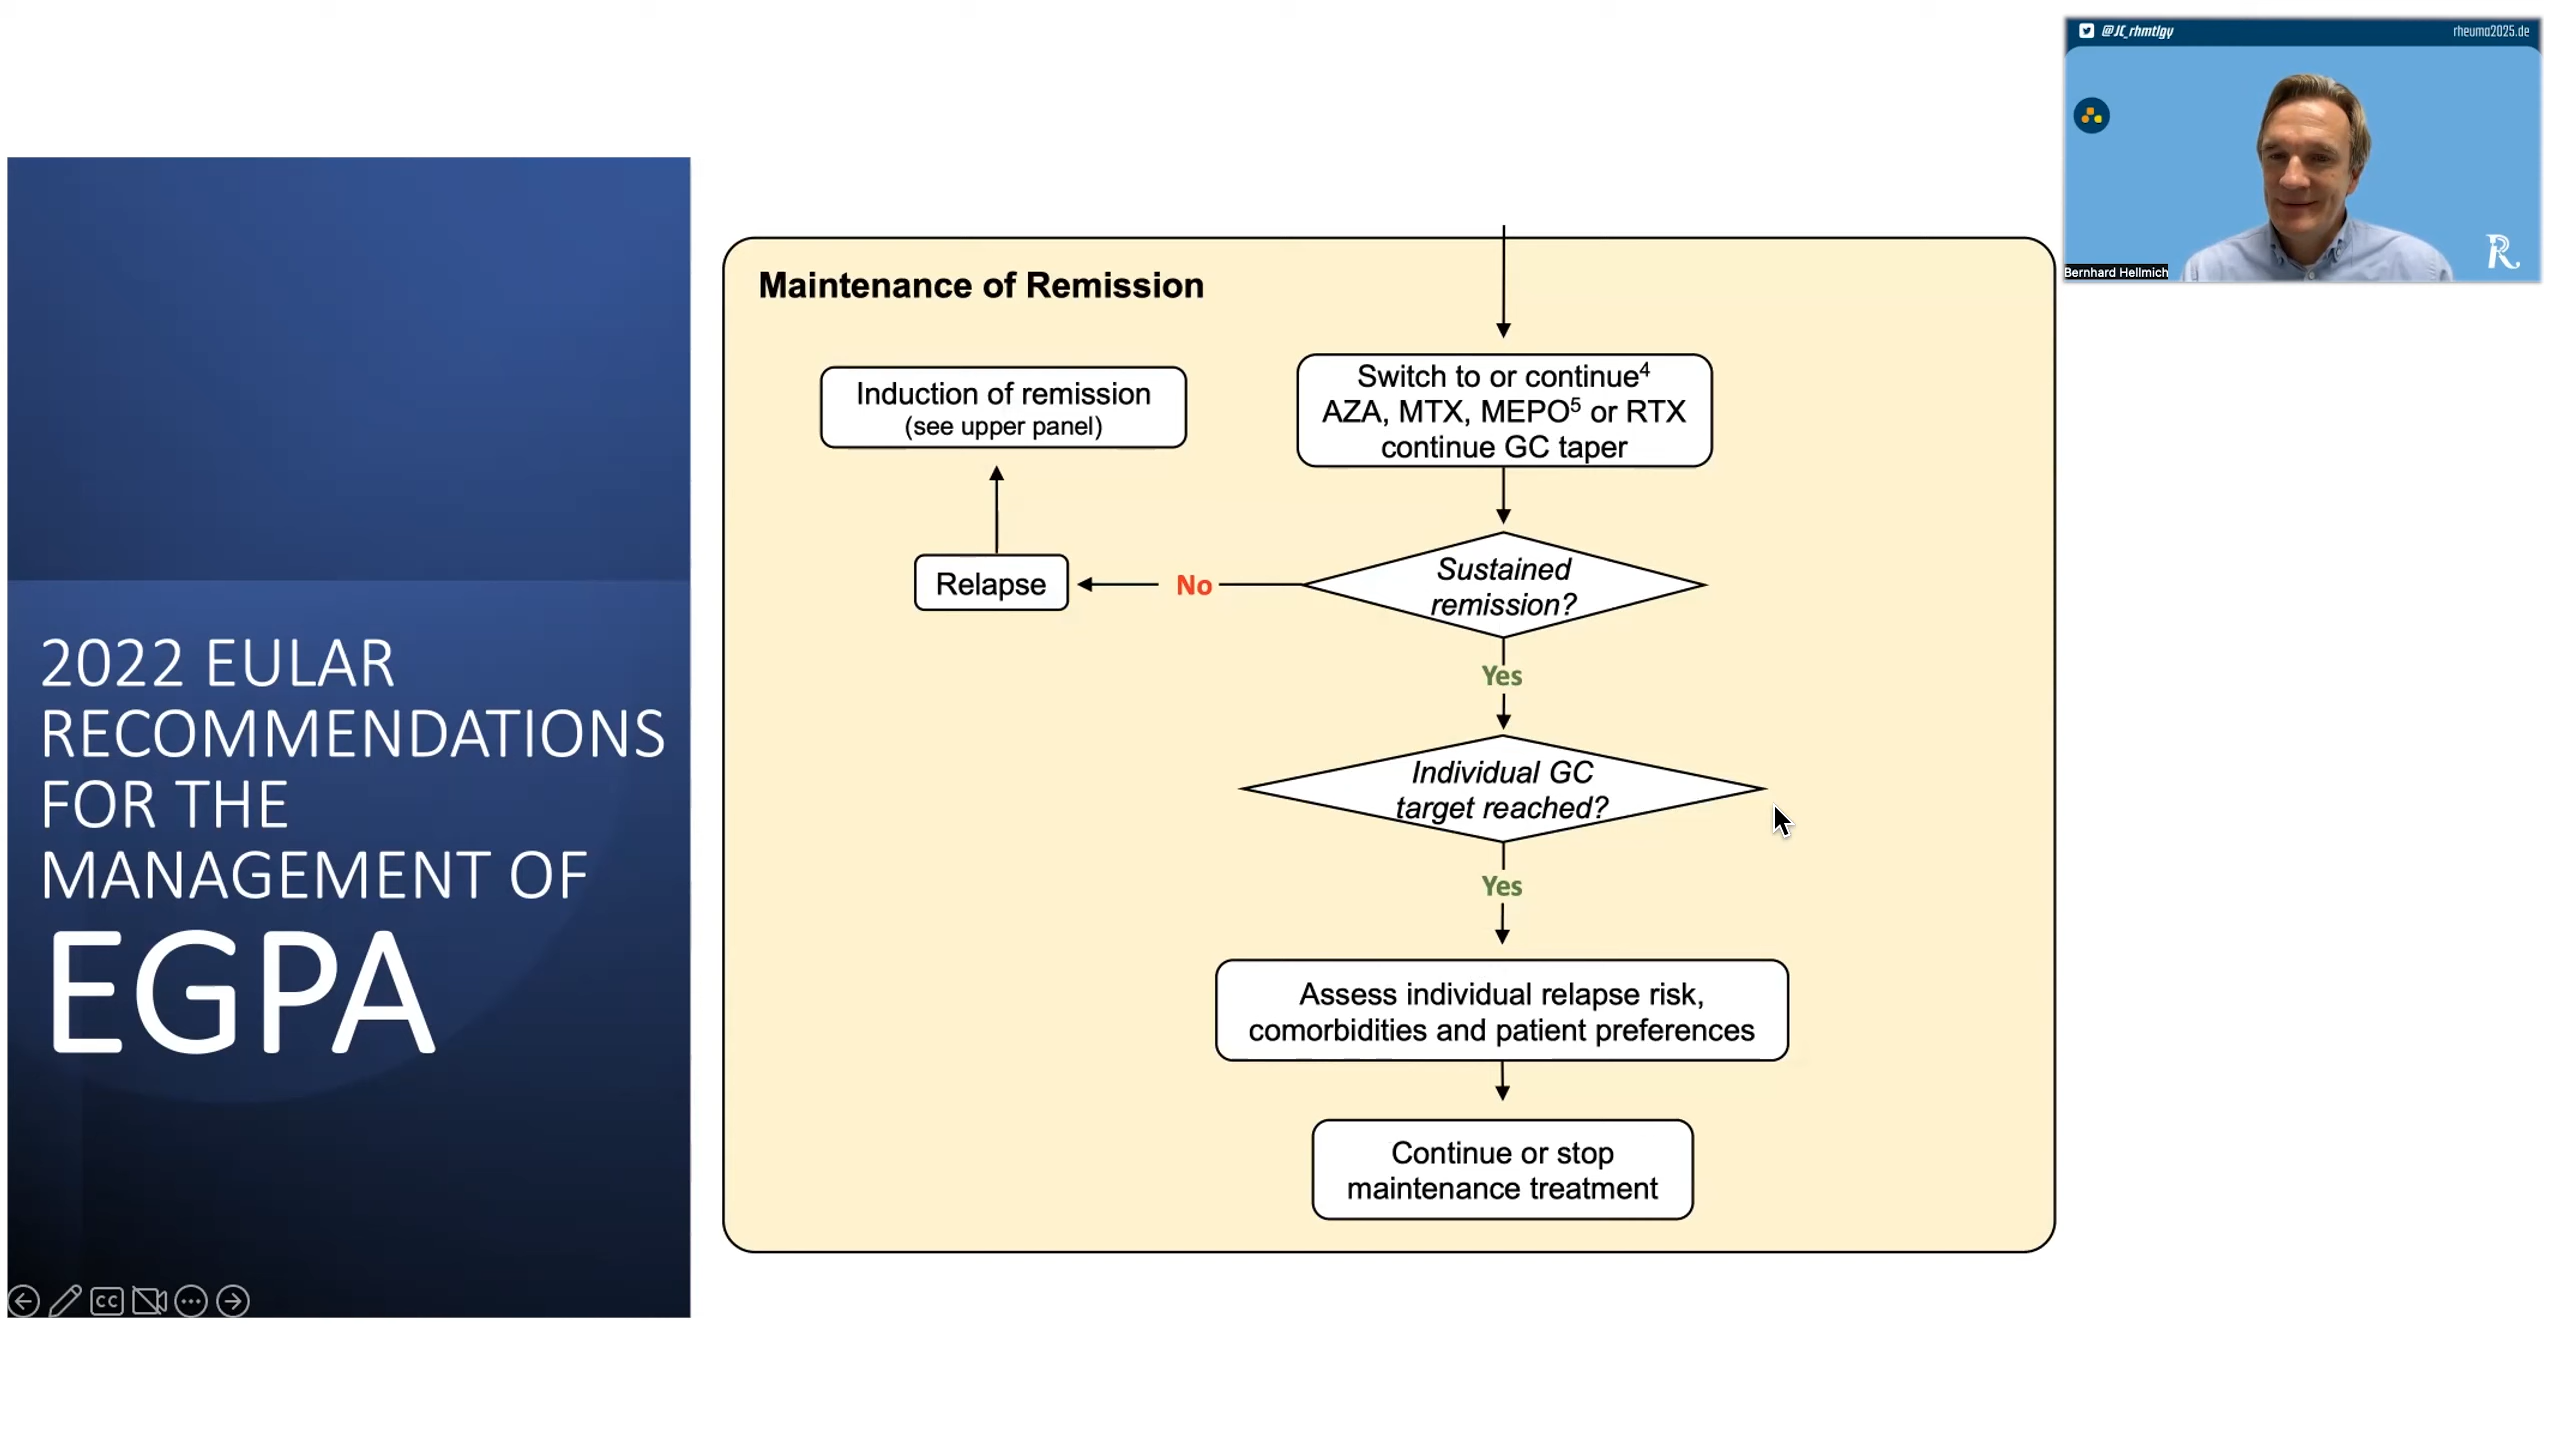 @JC_rhmtlgy
rheuma2025.de
Bernhard Hellmich
2022 EULAR
RECOMMENDATIONS
FOR THE
MANAGEMENT OF
EGPA
CC
Maintenance of Remission
Induction of remission
(see upper panel)
Switch to or continue⁴
AZA, MTX, MEPO⁵ or RTX
continue GC taper
Relapse
No
Sustained
remission?
Yes
Individual GC
target reached?
Yes
Assess individual relapse risk,
comorbidities and patient preferences
Continue or stop
maintenance treatment